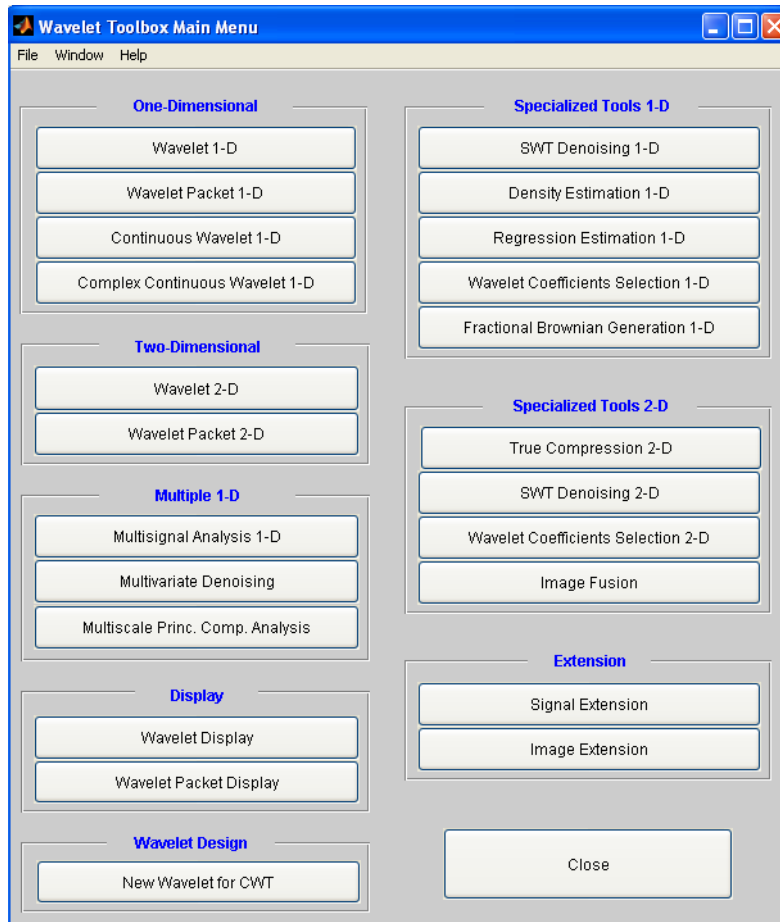 Wavelet Toolbox Main Menu
File Window Help
One-Dimensional
Wavelet 1-D
Wavelet Packet 1-D
Continuous Wavelet 1-D
Complex Continuous Wavelet 1-D
Two-Dimensional
Wavelet 2-D
Wavelet Packet 2-D
Multiple 1-D
Multisignal Analysis 1-D
Multivariate Denoising
Multiscale Princ. Comp. Analysis
Display
Wavelet Display
Wavelet Packet Display
Wavelet Design
New Wavelet for CWT
Specialized Tools 1-D
SWT Denoising 1-D
Density Estimation 1-D
Regression Estimation 1-D
Wavelet Coefficients Selection 1-D
Fractional Brownian Generation 1-D
Specialized Tools 2-D
True Compression 2-D
SWT Denoising 2-D
Wavelet Coefficients Selection 2-D
Image Fusion
Extension
Signal Extension
Image Extension
Close